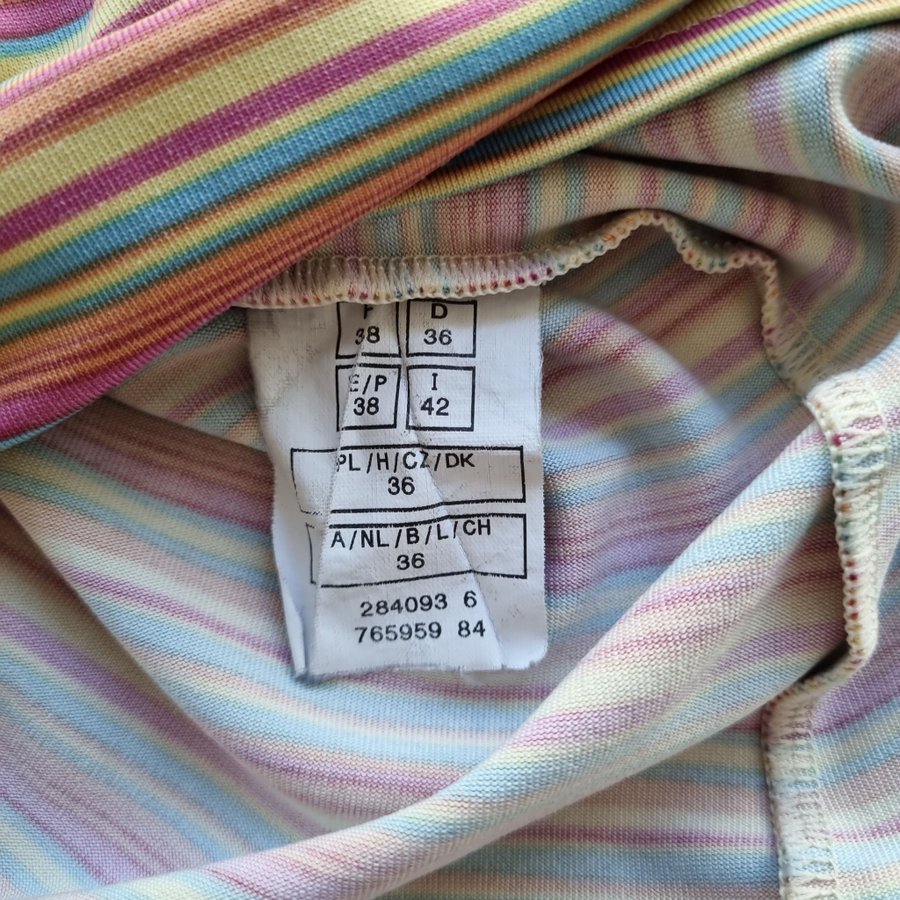 F D
38 36
E/P I
38 42
PL/H/CZ/DK
36
A/NL/B/L/CH
36
284093 6
765959 84